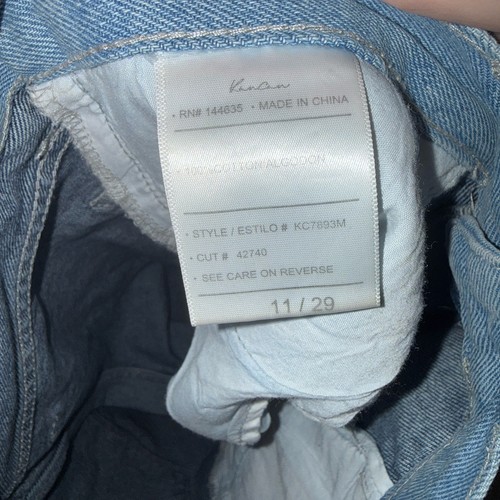 KanCan
· RN# 144635 · MADE IN CHINA
· 100%COTTON ALGODON
· STYLE / ESTILO # KC7893M
· CUT # 42740
· SEE CARE ON REVERSE
11 / 29